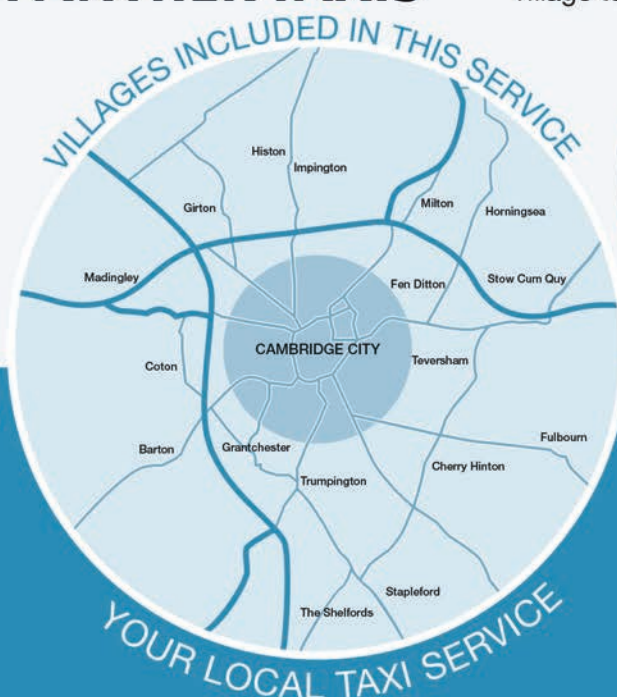 VILLAGES INCLUDED IN THIS SERVICE
Histon
Impington
Girton
Milton
Horningsea
Madingley
Fen Ditton
Stow Cum Quy
CAMBRIDGE CITY
Coton
Teversham
Barton
Grantchester
Fulbourn
Cherry Hinton
Trumpington
Stapleford
The Shelfords
YOUR LOCAL TAXI SERVICE